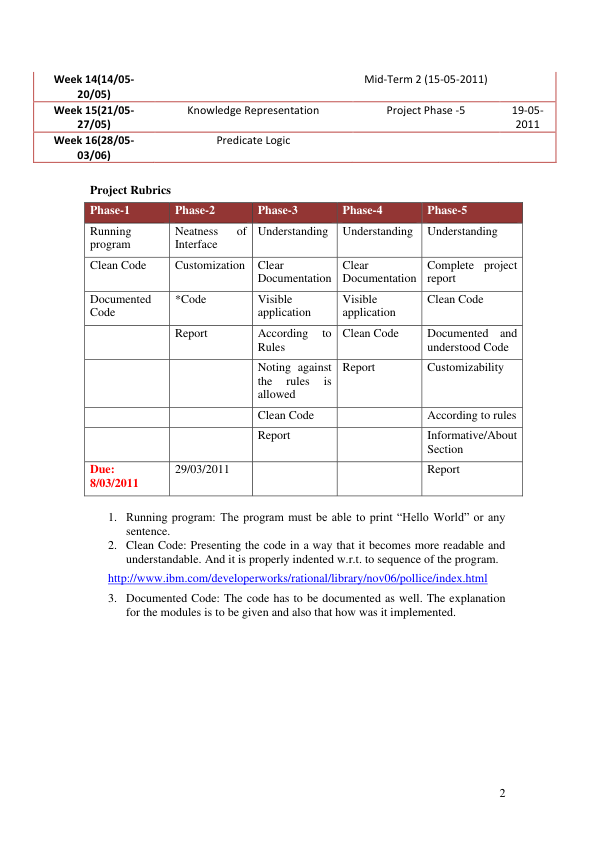 Week 14(14/05- Mid-Term 2 (15-05-2011)
20/05)
Week 15(21/05- Knowledge Representation Project Phase -5 19-05-
27/05) 2011
Week 16(28/05- Predicate Logic
03/06)
Project Rubrics
Phase-1 Phase-2 Phase-3 Phase-4 Phase-5
Running Neatness of Understanding Understanding Understanding
program Interface
Clean Code Customization Clear Clear Complete project
Documentation Documentation report
Documented *Code Visible Visible Clean Code
Code application application
Report According to Clean Code Documented and
Rules understood Code
Noting against Report Customizability
the rules is
allowed
Clean Code According to rules
Report Informative/About
Section
Due: 29/03/2011 Report
8/03/2011
1. Running program: The program must be able to print “Hello World” or any
sentence.
2. Clean Code: Presenting the code in a way that it becomes more readable and
understandable. And it is properly indented w.r.t. to sequence of the program.
http://www.ibm.com/developerworks/rational/library/nov06/pollice/index.html
3. Documented Code: The code has to be documented as well. The explanation
for the modules is to be given and also that how was it implemented.
2